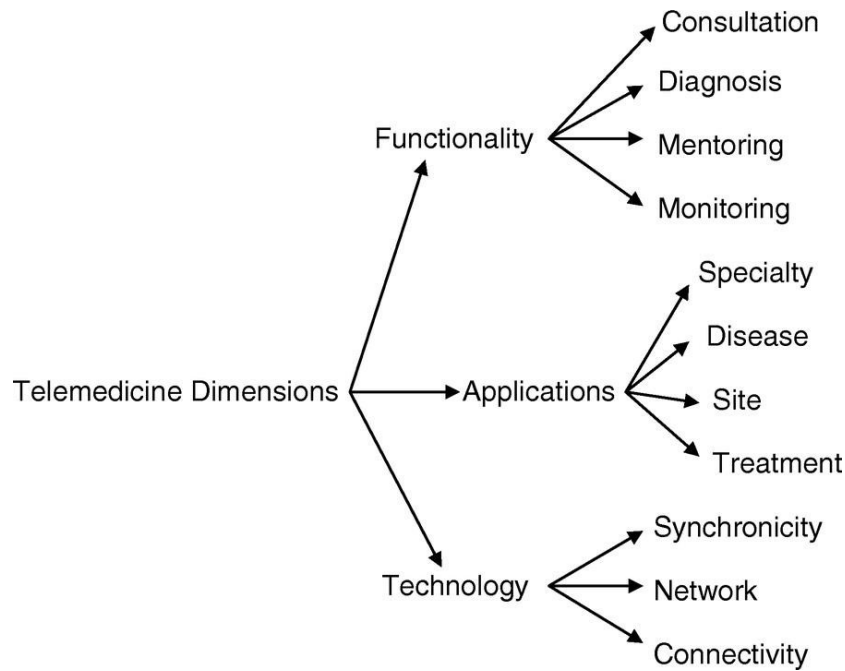 Consultation
Diagnosis
Functionality
Mentoring
Monitoring
Specialty
Disease
Telemedicine Dimensions
Applications
Site
Treatment
Synchronicity
Technology
Network
Connectivity